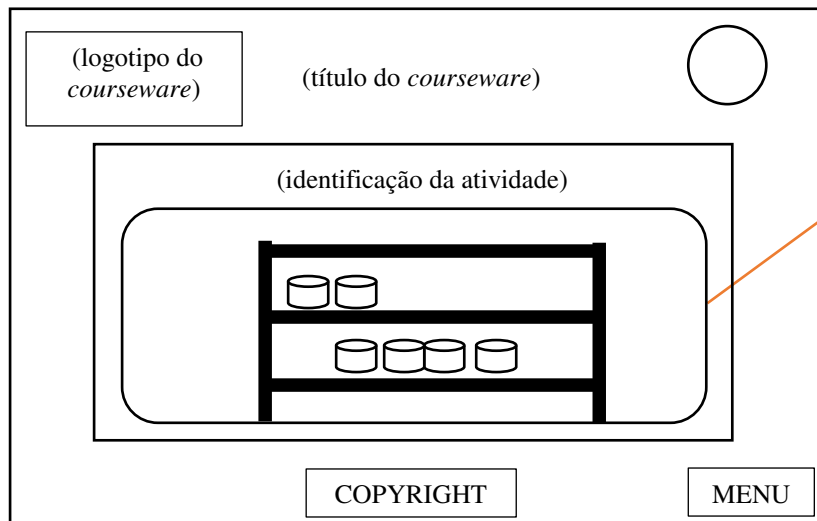 (logotipo do
courseware)
(título do courseware)
(identificação da atividade)
COPYRIGHT
MENU